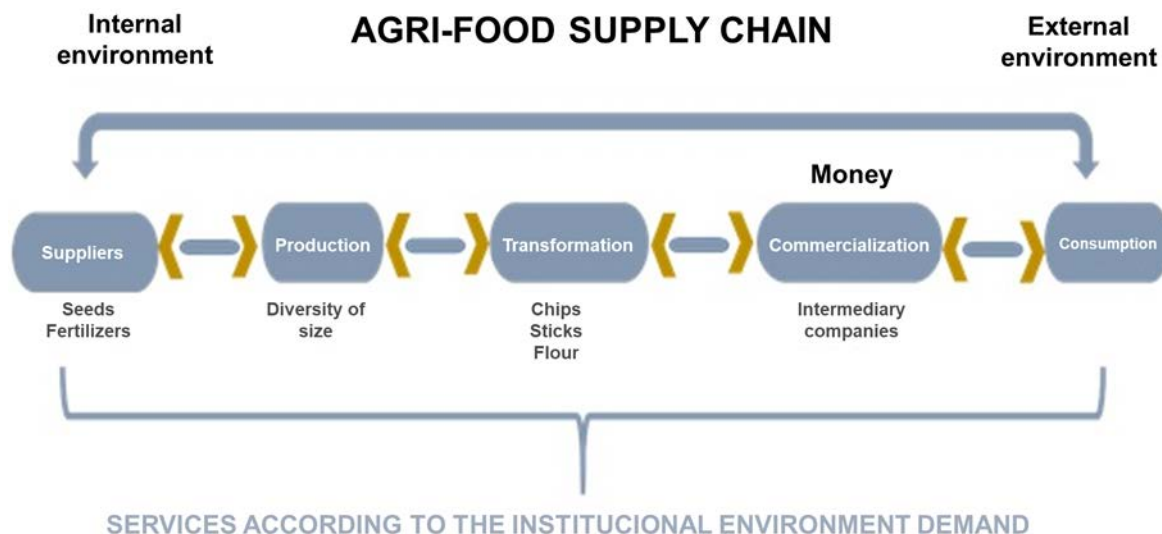 Internal
environment
AGRI-FOOD SUPPLY CHAIN
External
environment
Money
Suppliers
Production
Transformation
Commercialization
Consumption
Seeds
Fertilizers
Diversity of
size
Chips
Sticks
Flour
Intermediary
companies
SERVICES ACCORDING TO THE INSTITUCIONAL ENVIRONMENT DEMAND